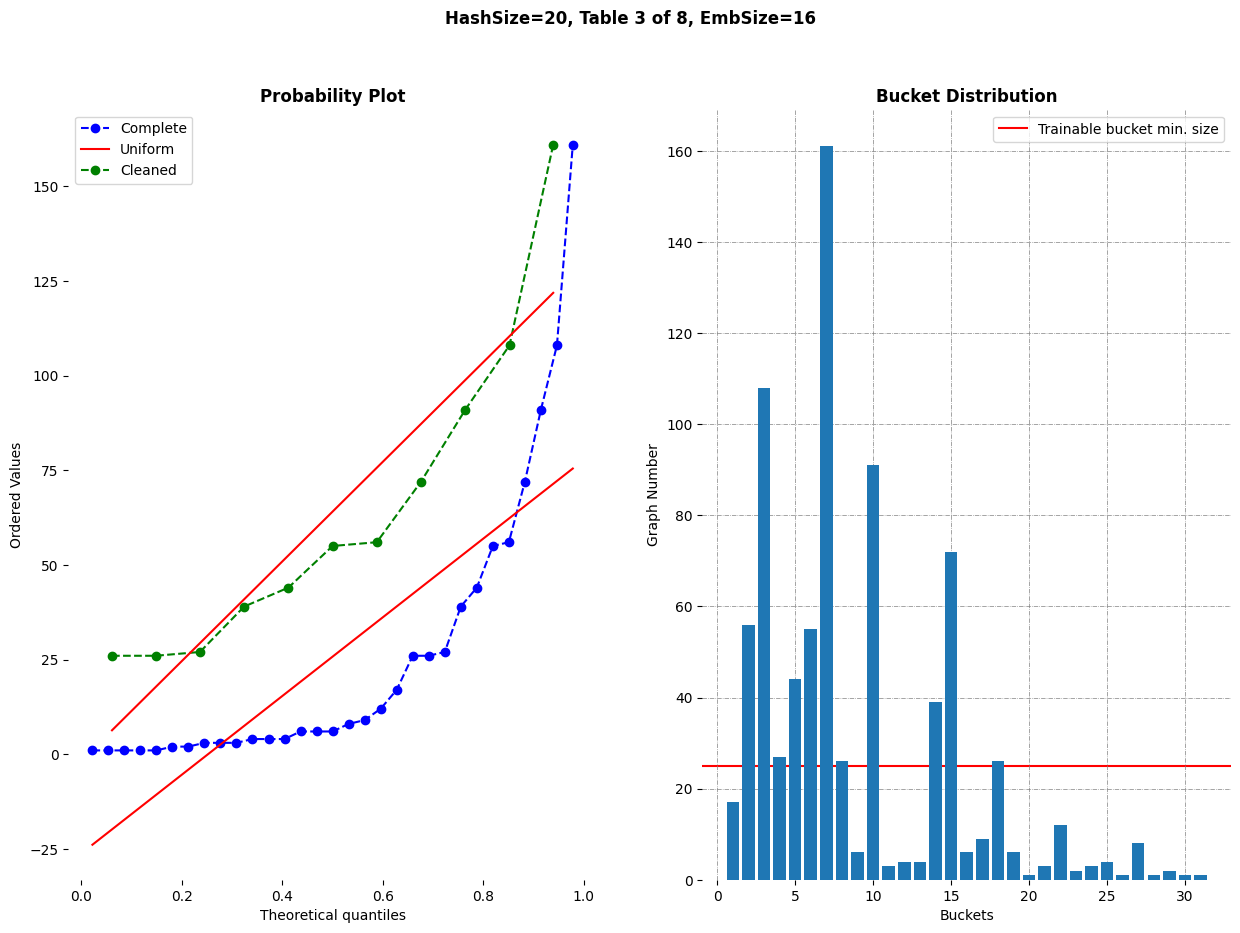 HashSize=20, Table 3 of 8, EmbSize=16
Probability Plot
Complete
Uniform
Cleaned
150
125
100
75
50
25
0
−25
Ordered Values
0.0 0.2 0.4 0.6 0.8 1.0
Theoretical quantiles
Bucket Distribution
Trainable bucket min. size
160
140
120
100
80
60
40
20
0
Graph Number
0 5 10 15 20 25 30
Buckets